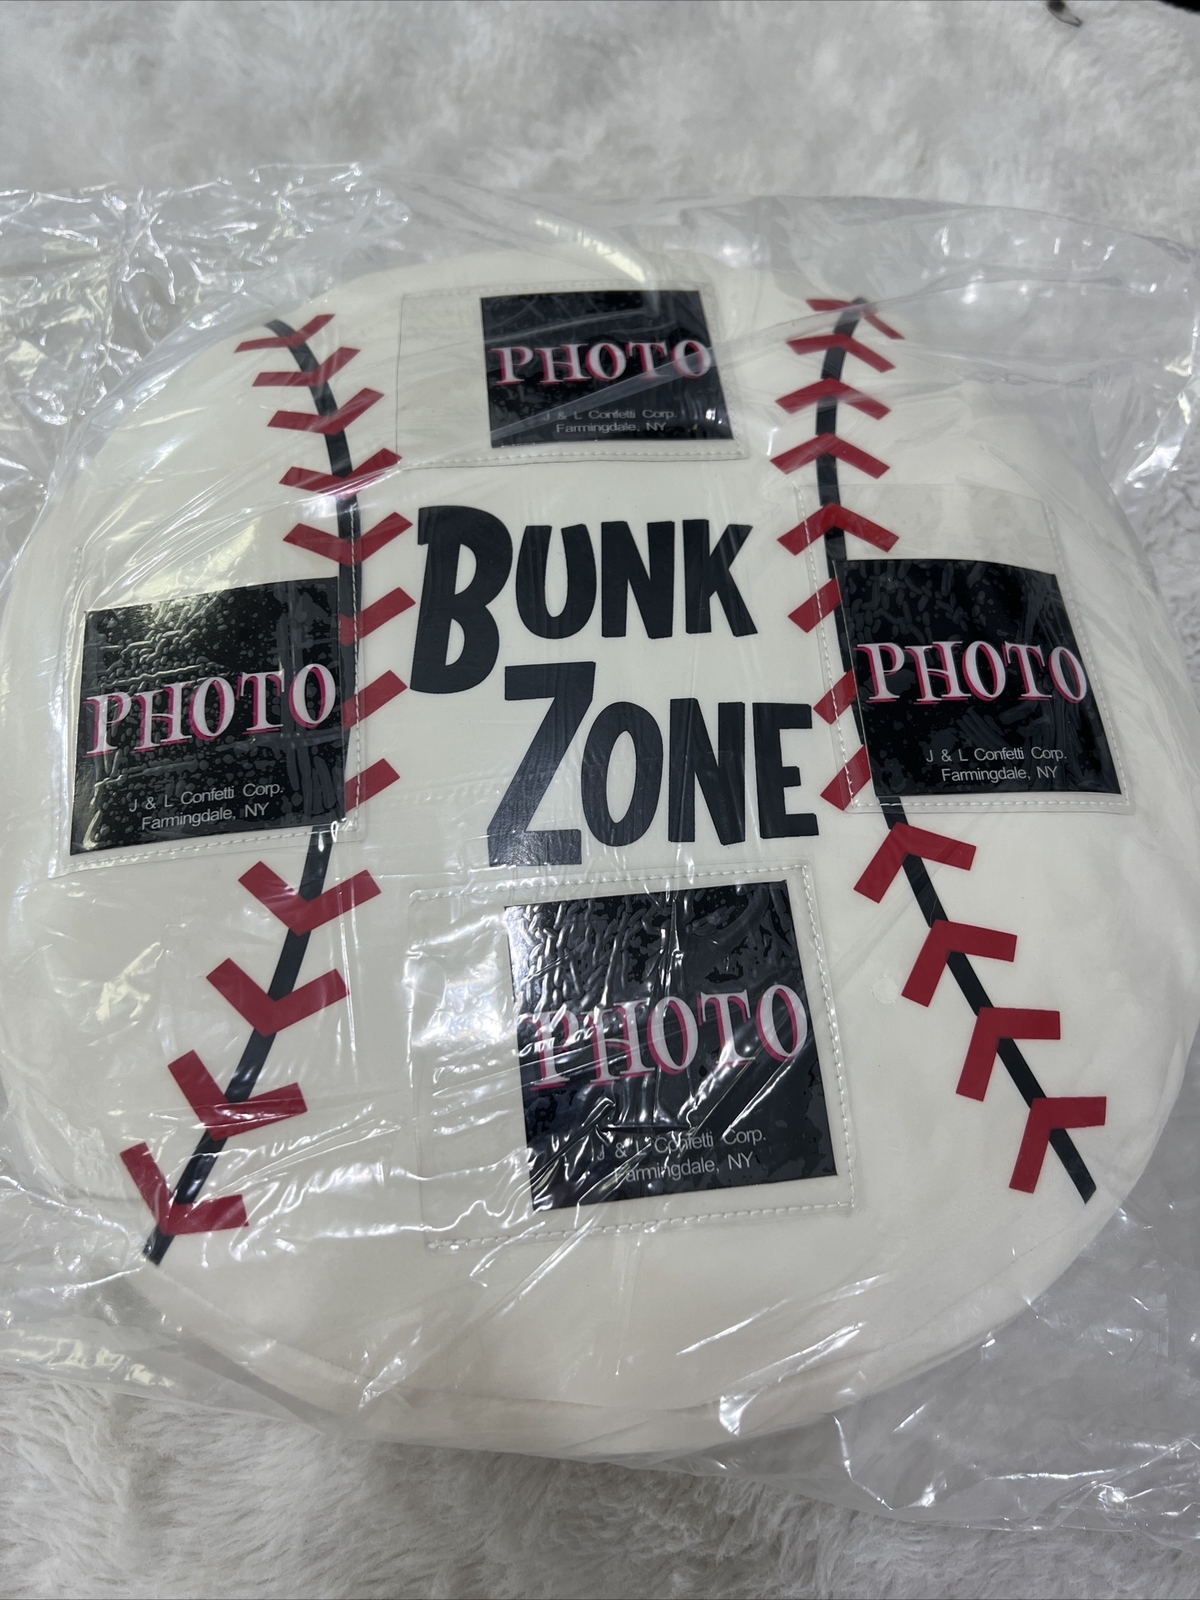 PHOTO
J & L Confetti Corp.
Farmingdale, NY
BUNK
ZONE
PHOTO
J & L Confetti Corp.
Farmingdale, NY
PHOTO
J & L Confetti Corp.
Farmingdale, NY
PHOTO
J & L Confetti Corp.
Farmingdale, NY